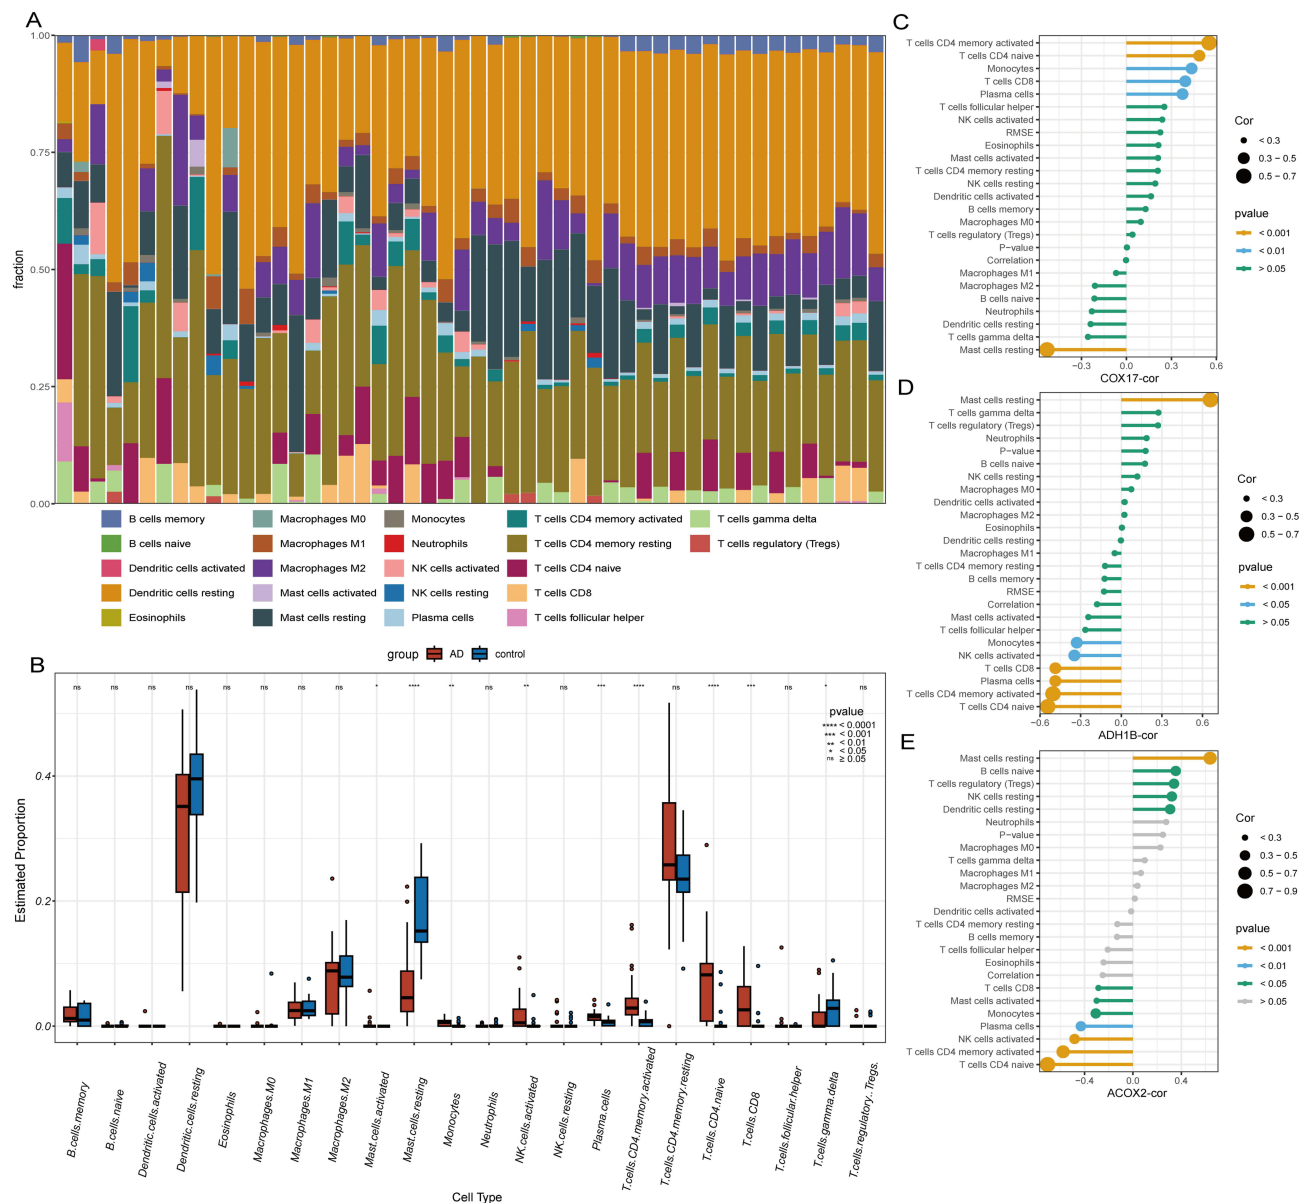 A
1.00
0.75
0.50
0.25
0.00
fraction
B cells memory
B cells naive
Dendritic cells activated
Dendritic cells resting
Eosinophils
Macrophages M0
Macrophages M1
Macrophages M2
Mast cells activated
Mast cells resting
Monocytes
Neutrophils
NK cells activated
NK cells resting
Plasma cells
T cells CD4 memory activated
T cells CD4 memory resting
T cells CD4 naive
T cells CD8
T cells follicular helper
T cells gamma delta
T cells regulatory (Tregs)
B
group AD control
ns ns ns ns ns ns ns ns * **** ** ns ** ns *** **** ns **** *** ns * ns
pvalue
**** < 0.0001
*** < 0.001
** < 0.01
* < 0.05
ns ≥ 0.05
0.4
0.2
0.0
Estimated Proportion
B.cells.memory
B.cells.naive
Dendritic.cells.activated
Dendritic.cells.resting
Eosinophils
Macrophages.M0
Macrophages.M1
Macrophages.M2
Mast.cells.activated
Mast.cells.resting
Monocytes
Neutrophils
NK.cells.activated
NK.cells.resting
Plasma.cells
T.cells.CD4.memory.activated
T.cells.CD4.memory.resting
T.cells.CD4.naive
T.cells.CD8
T.cells.follicular.helper
T.cells.gamma.delta
T.cells.regulatory..Tregs.
Cell Type
C
T cells CD4 memory activated
T cells CD4 naive
Monocytes
T cells CD8
Plasma cells
T cells follicular helper
NK cells activated
RMSE
Eosinophils
Mast cells activated
T cells CD4 memory resting
NK cells resting
Dendritic cells activated
B cells memory
Macrophages M0
T cells regulatory (Tregs)
P-value
Correlation
Macrophages M1
Macrophages M2
B cells naive
Neutrophils
Dendritic cells resting
T cells gamma delta
Mast cells resting
−0.3 0.0 0.3 0.6
COX17-cor
Cor
< 0.3
0.3 − 0.5
0.5 − 0.7
pvalue
< 0.001
< 0.01
> 0.05
D
Mast cells resting
T cells gamma delta
T cells regulatory (Tregs)
Neutrophils
P-value
B cells naive
NK cells resting
Macrophages M0
Dendritic cells activated
Macrophages M2
Eosinophils
Dendritic cells resting
Macrophages M1
T cells CD4 memory resting
B cells memory
RMSE
Correlation
Mast cells activated
T cells follicular helper
Monocytes
NK cells activated
T cells CD8
Plasma cells
T cells CD4 memory activated
T cells CD4 naive
−0.6 −0.3 0.0 0.3 0.6
ADH1B-cor
Cor
< 0.3
0.3 − 0.5
0.5 − 0.7
pvalue
< 0.001
< 0.05
> 0.05
E
Mast cells resting
B cells naive
T cells regulatory (Tregs)
NK cells resting
Dendritic cells resting
Neutrophils
P-value
Macrophages M0
T cells gamma delta
Macrophages M1
Macrophages M2
RMSE
Dendritic cells activated
T cells CD4 memory resting
B cells memory
T cells follicular helper
Eosinophils
Correlation
T cells CD8
Mast cells activated
Monocytes
Plasma cells
NK cells activated
T cells CD4 memory activated
T cells CD4 naive
−0.4 0.0 0.4
ACOX2-cor
Cor
< 0.3
0.3 − 0.5
0.5 − 0.7
0.7 − 0.9
pvalue
< 0.001
< 0.01
< 0.05
> 0.05